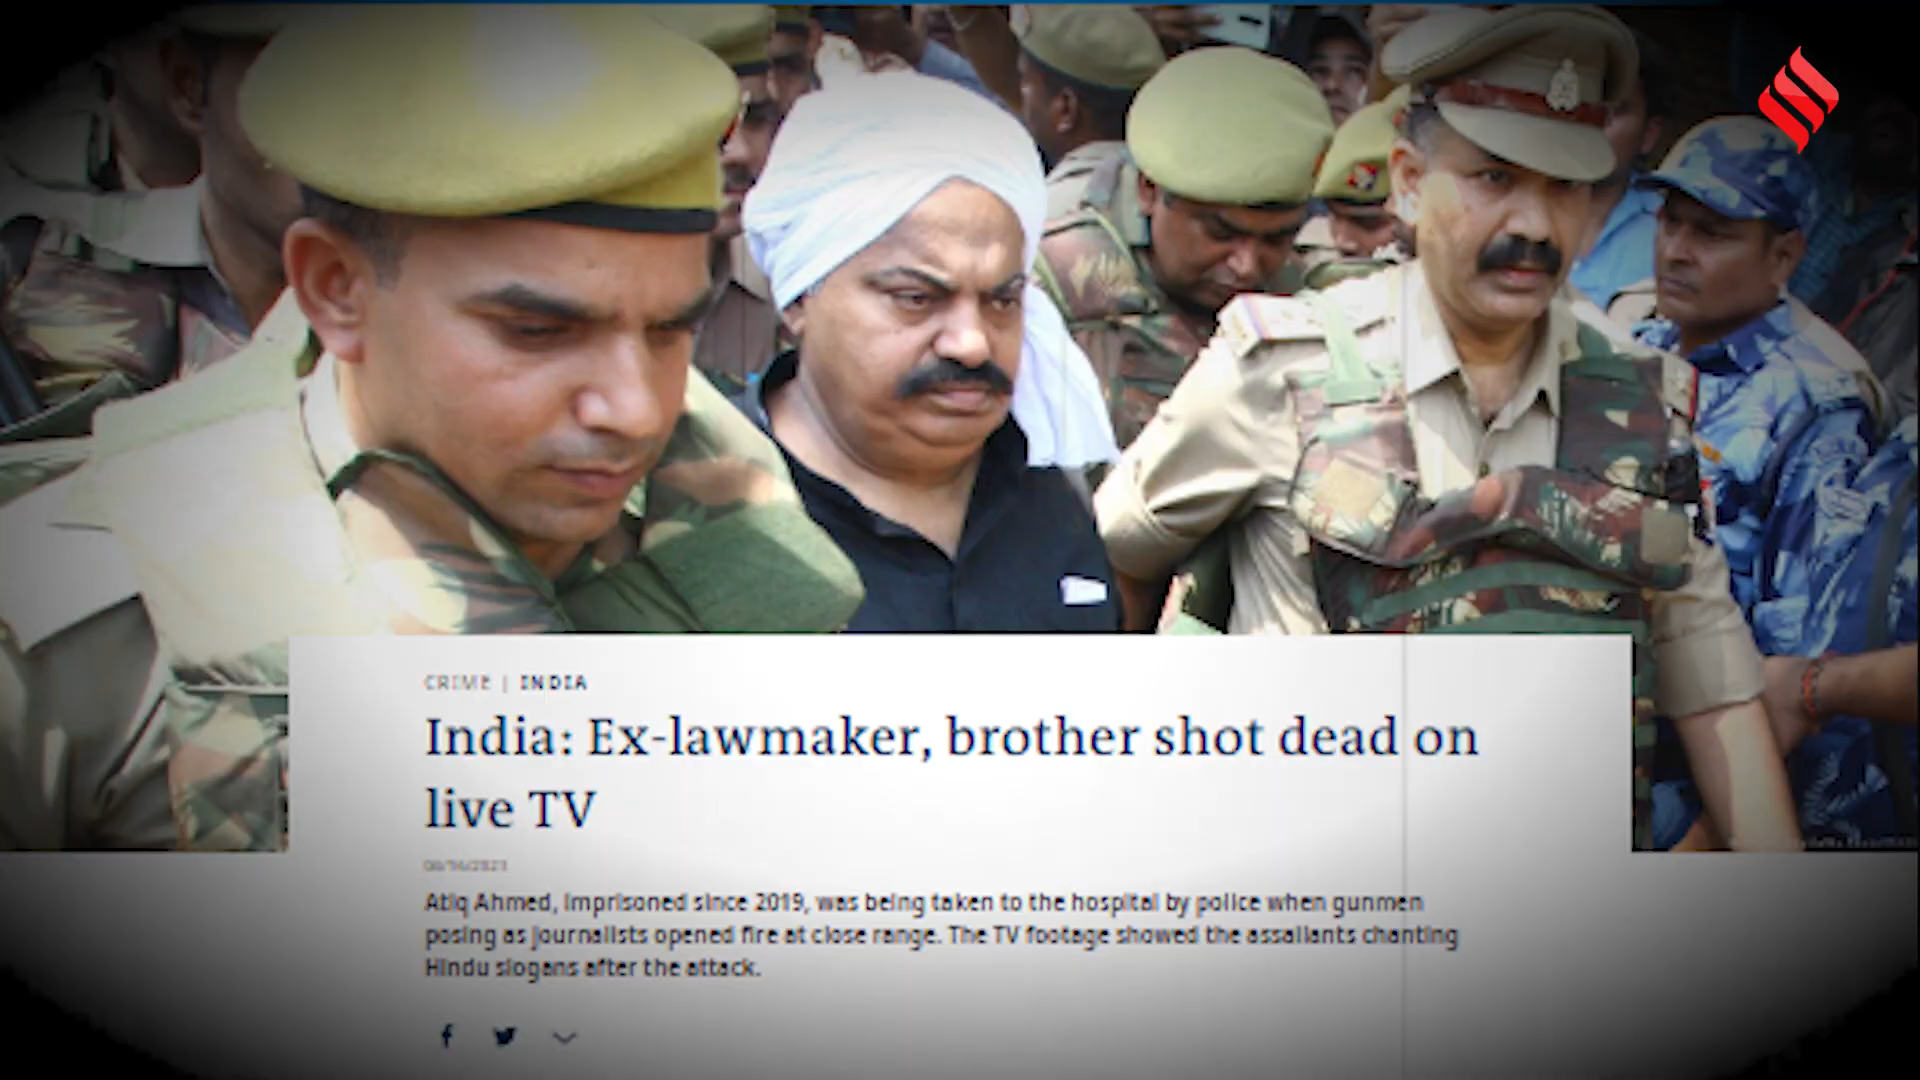 CRIME | INDIA
India: Ex-lawmaker, brother shot dead on
live TV
Atiq Ahmed, imprisoned since 2019, was being taken to the hospital by police when gunmen
posing as journalists opened fire at close range. The TV footage showed the assailants chanting
Hindu slogans after the attack.